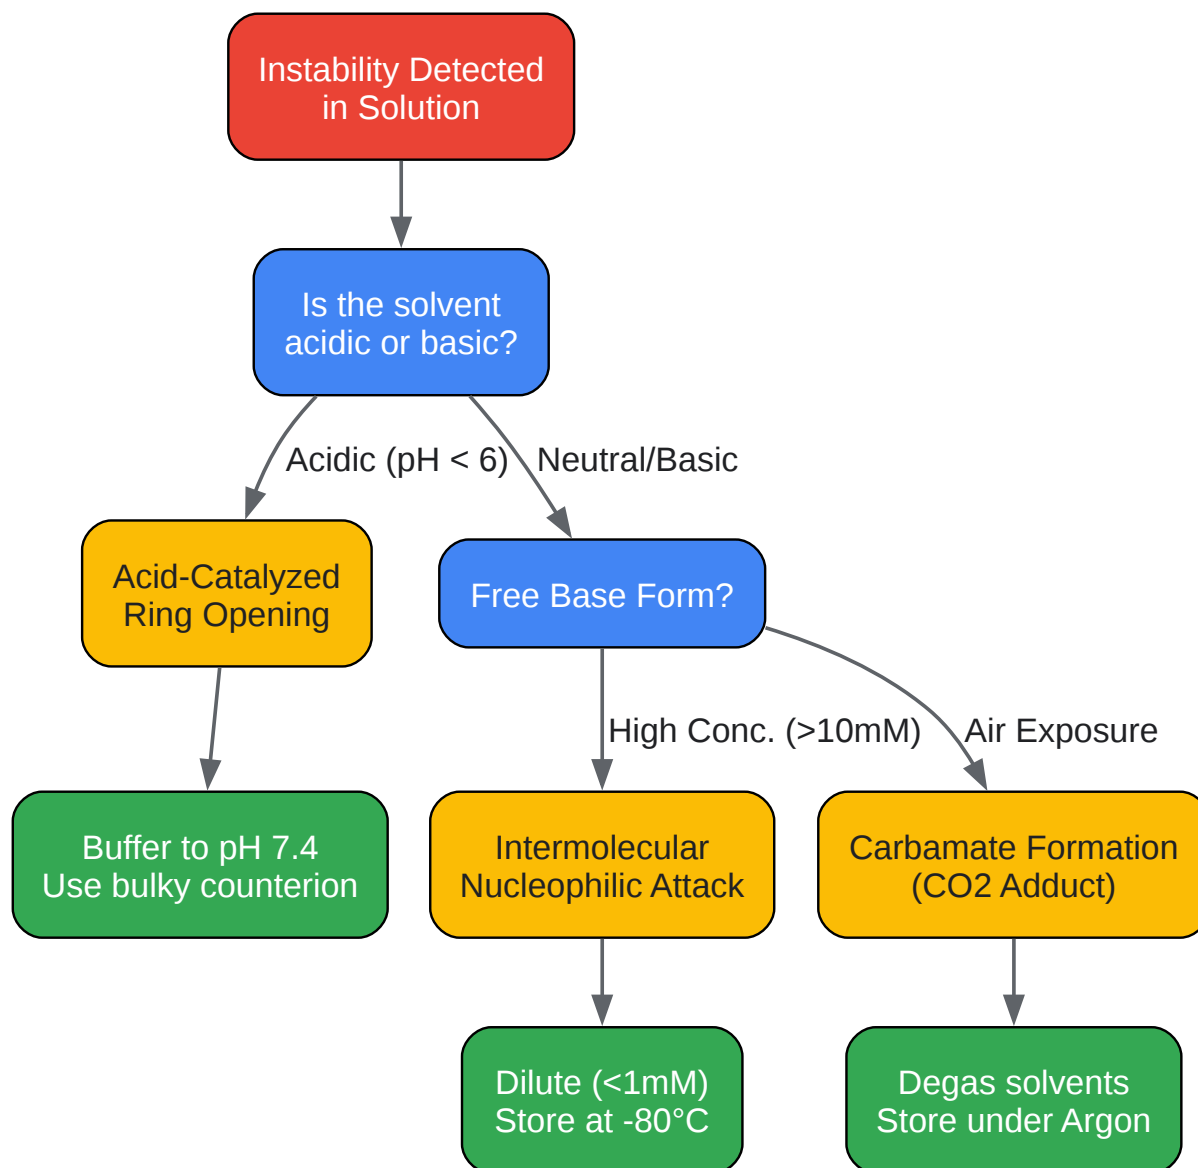 Instability Detected
in Solution
Is the solvent
acidic or basic?
Acidic (pH < 6)
Neutral/Basic
Acid-Catalyzed
Ring Opening
Free Base Form?
High Conc. (>10mM)
Air Exposure
Buffer to pH 7.4
Use bulky counterion
Intermolecular
Nucleophilic Attack
Carbamate Formation
(CO2 Adduct)
Dilute (<1mM)
Store at -80°C
Degas solvents
Store under Argon